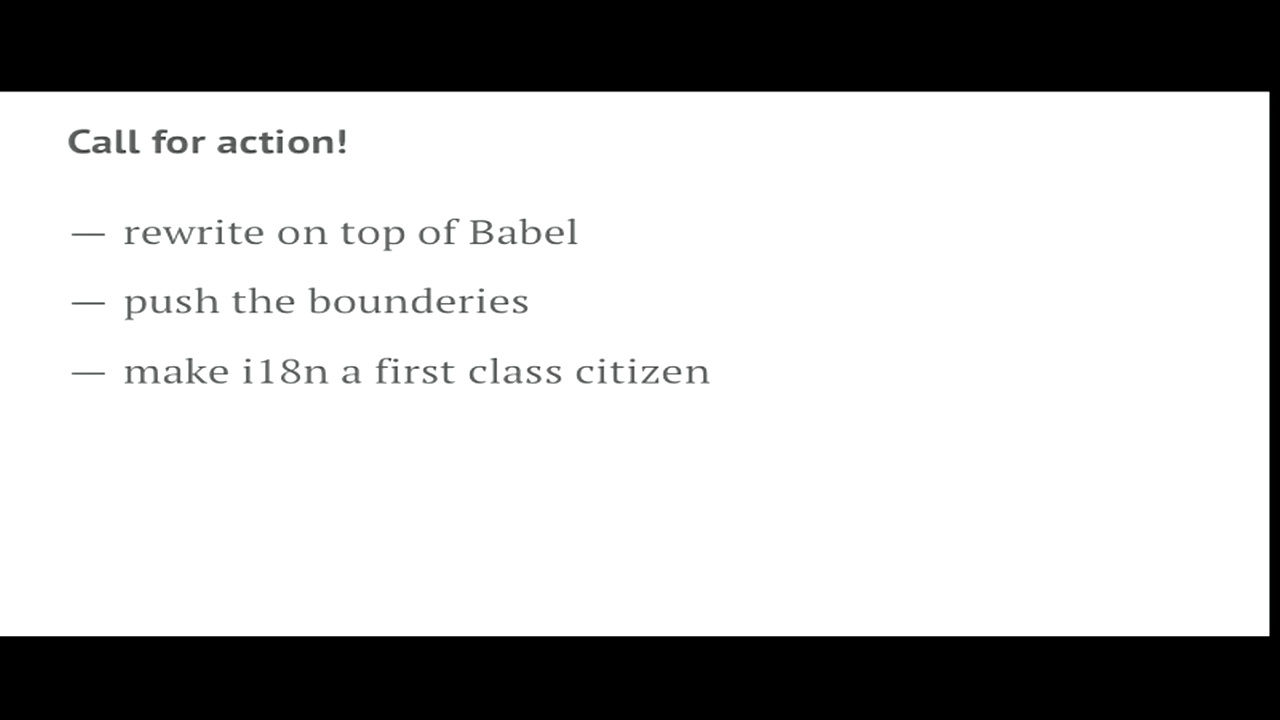 Call for action!
— rewrite on top of Babel
— push the bounderies
— make i18n a first class citizen